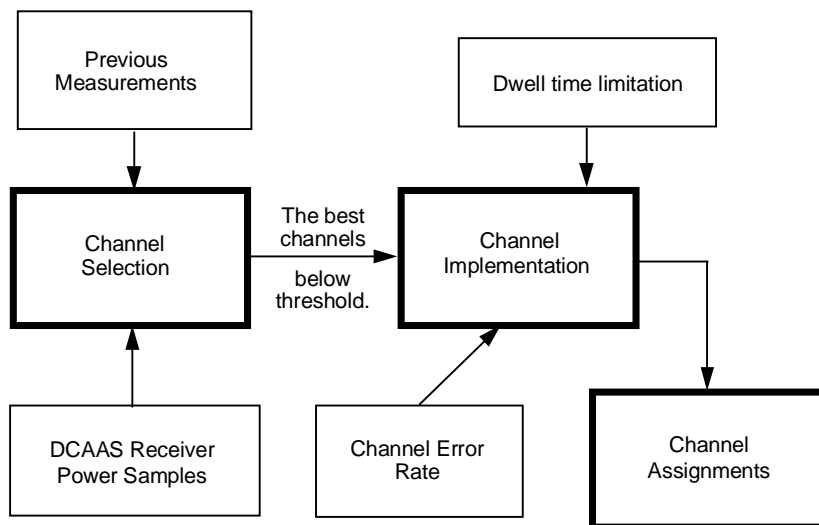 Previous
Measurements
Dwell time limitation
Channel
Selection
The best
channels
below
threshold.
Channel
Implementation
DCAAS Receiver
Power Samples
Channel Error
Rate
Channel
Assignments